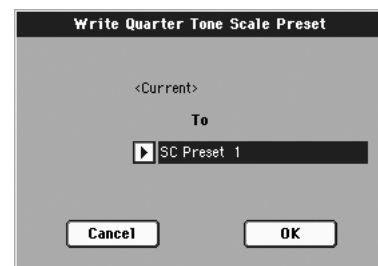 Write Quarter Tone Scale Preset
<Current>
To
SC Preset 1
Cancel
OK